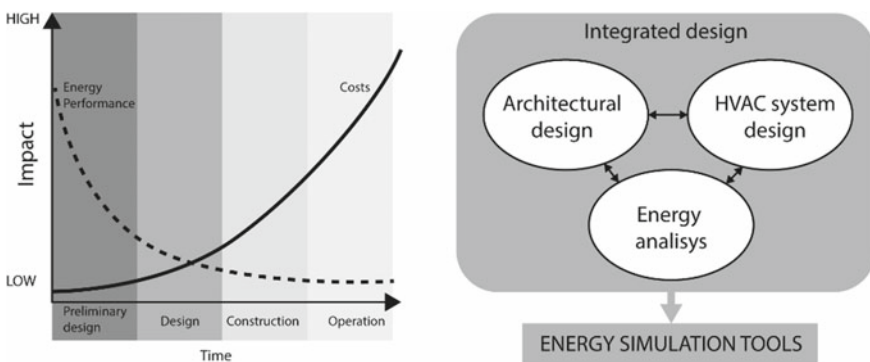 HIGH
Energy
Performance
Costs
Impact
LOW
Preliminary
design
Design
Construction
Operation
Time
Integrated design
Architectural
design
HVAC system
design
Energy
analisys
ENERGY SIMULATION TOOLS